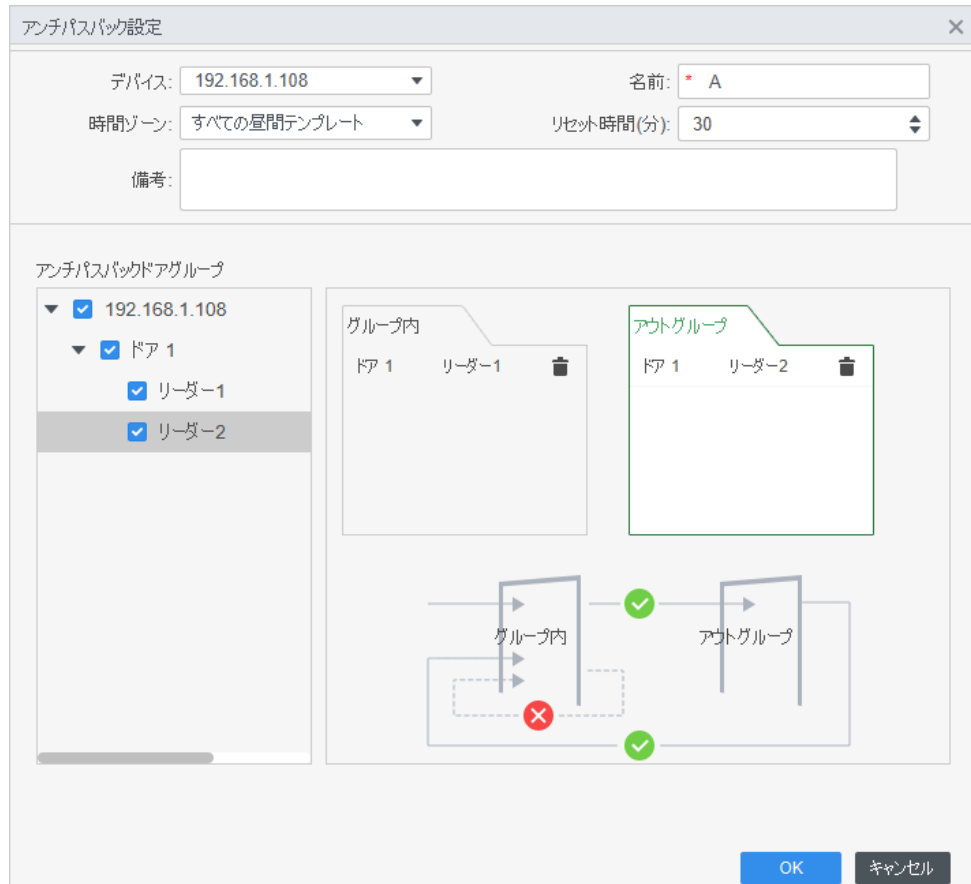 アンチパスバック設定
デバイス: 192.168.1.108 名前: * A
時間ゾーン: すべての昼間テンプレート リセット時間(分): 30
備考:
アンチパスバックドアグループ
192.168.1.108
ドア 1
リーダー1
リーダー2
グループ内
ドア 1 リーダー1
アウトグループ
ドア 1 リーダー2
グループ内 アウトグループ
OK キャンセル